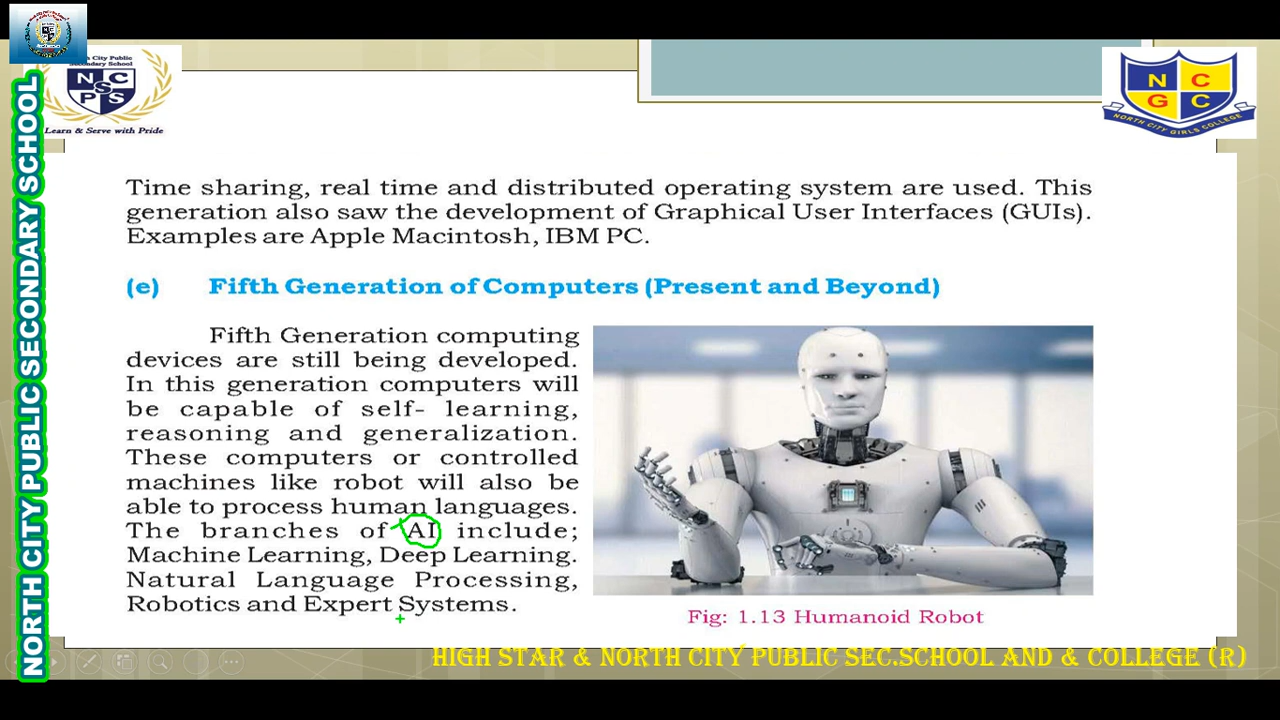 North City Public
Secondary School
N S C
P S
Learn & Serve with Pride
N C
G C
NORTH CITY GIRLS COLLEGE
NORTH CITY PUBLIC SECONDARY SCHOOL
Time sharing, real time and distributed operating system are used. This
generation also saw the development of Graphical User Interfaces (GUIs).
Examples are Apple Macintosh, IBM PC.
(e) Fifth Generation of Computers (Present and Beyond)
Fifth Generation computing
devices are still being developed.
In this generation computers will
be capable of self- learning,
reasoning and generalization.
These computers or controlled
machines like robot will also be
able to process human languages.
The branches of AI include;
Machine Learning, Deep Learning.
Natural Language Processing,
Robotics and Expert Systems.
Fig: 1.13 Humanoid Robot
HIGH STAR & NORTH CITY PUBLIC SEC.SCHOOL AND & COLLEGE (R)